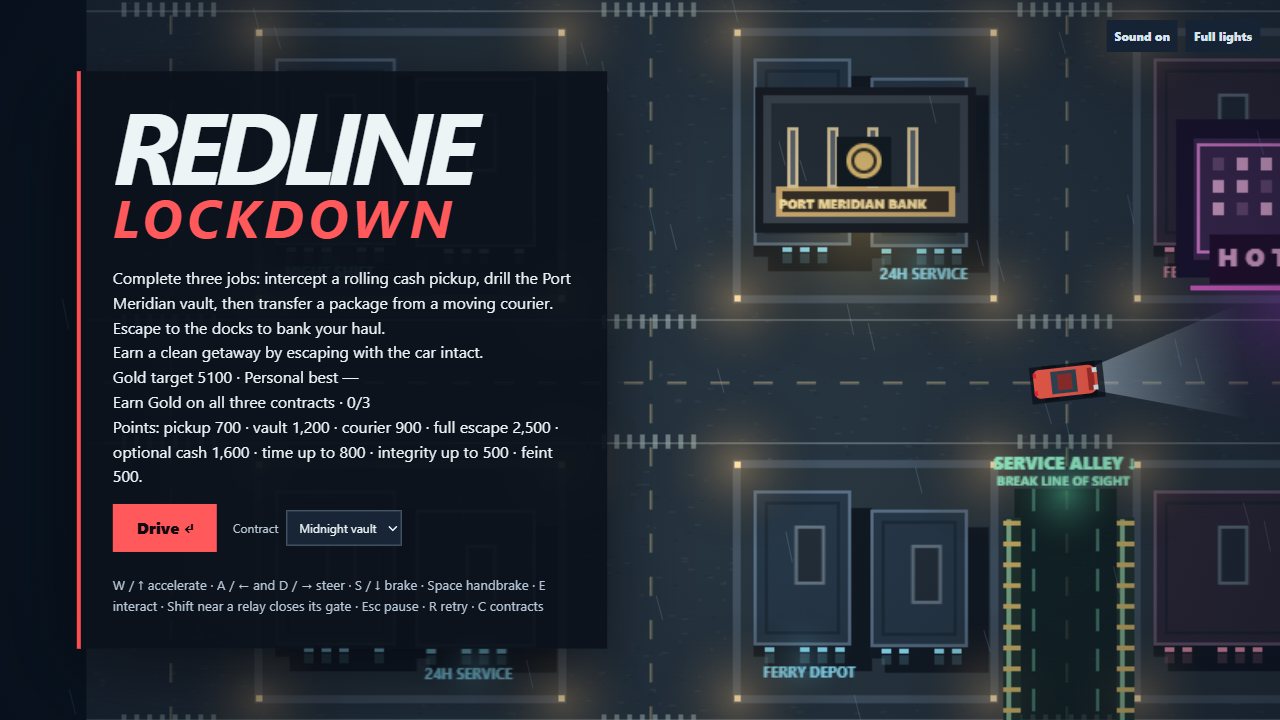 Sound on
Full lights
REDLINE
LOCKDOWN
Complete three jobs: intercept a rolling cash pickup, drill the Port
Meridian vault, then transfer a package from a moving courier.
Escape to the docks to bank your haul.
Earn a clean getaway by escaping with the car intact.
Gold target 5100 · Personal best —
Earn Gold on all three contracts · 0/3
Points: pickup 700 · vault 1,200 · courier 900 · full escape 2,500 ·
optional cash 1,600 · time up to 800 · integrity up to 500 · feint
500.
Drive ↵
Contract
Midnight vault
W / ↑ accelerate · A / ← and D / → steer · S / ↓ brake · Space handbrake · E
interact · Shift near a relay closes its gate · Esc pause · R retry · C contracts
PORT MERIDIAN BANK
24H SERVICE
HOT
SERVICE ALLEY ↓
BREAK LINE OF SIGHT
FERRY DEPOT
24H SERVICE